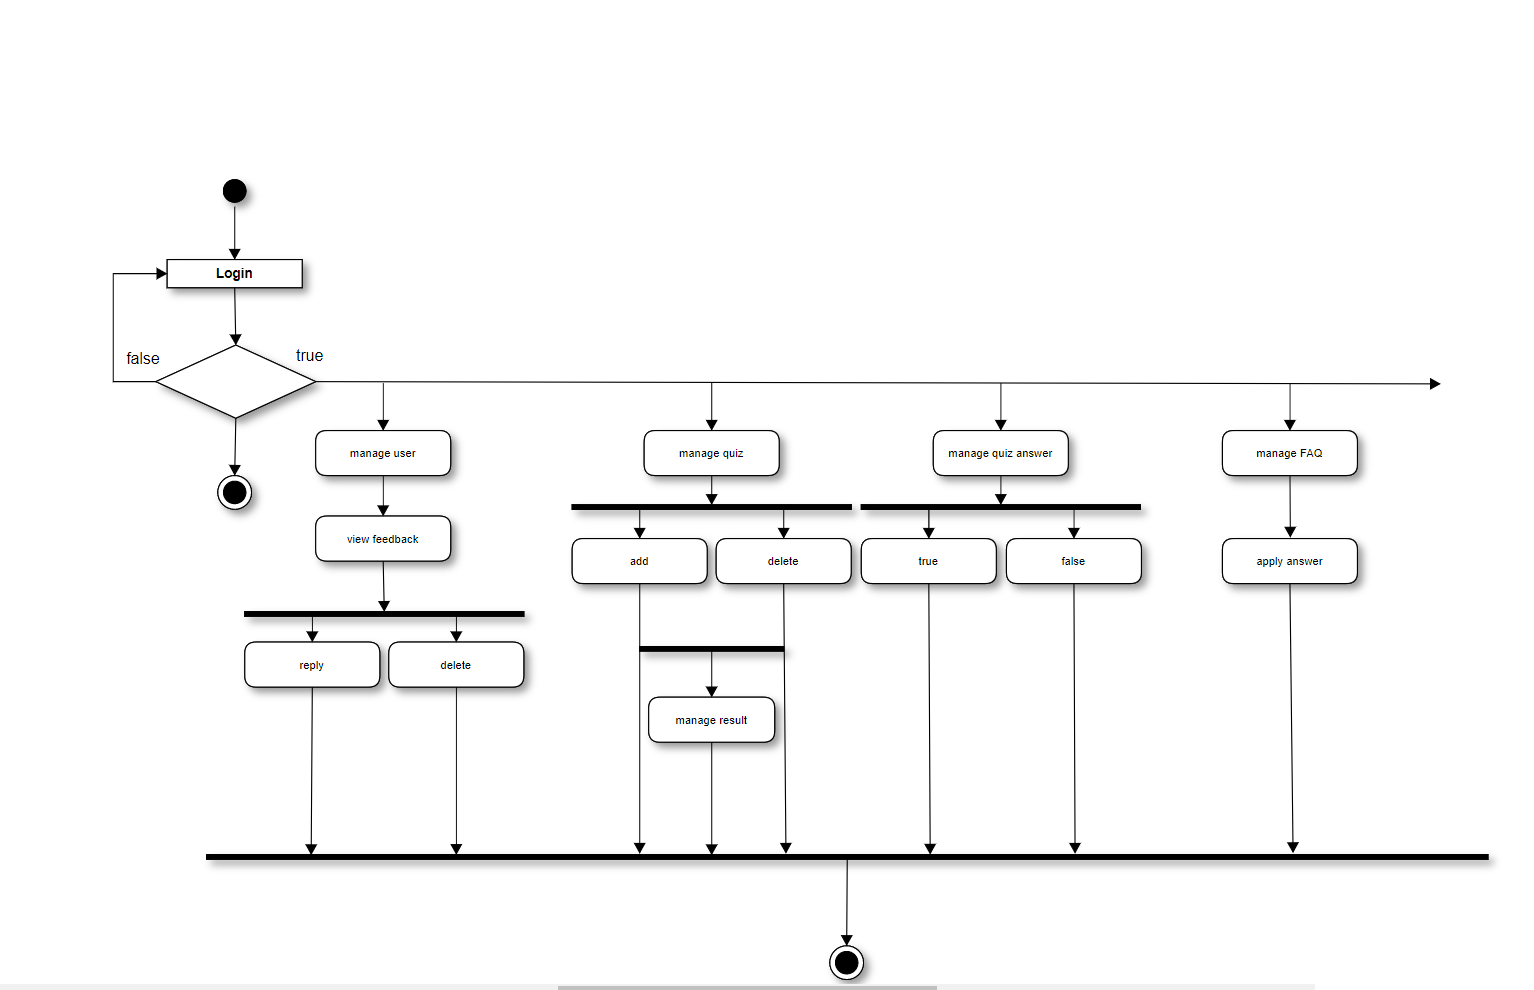 Login
false
true
manage user
manage quiz
manage quiz answer
manage FAQ
view feedback
add
delete
true
false
apply answer
reply
delete
manage result